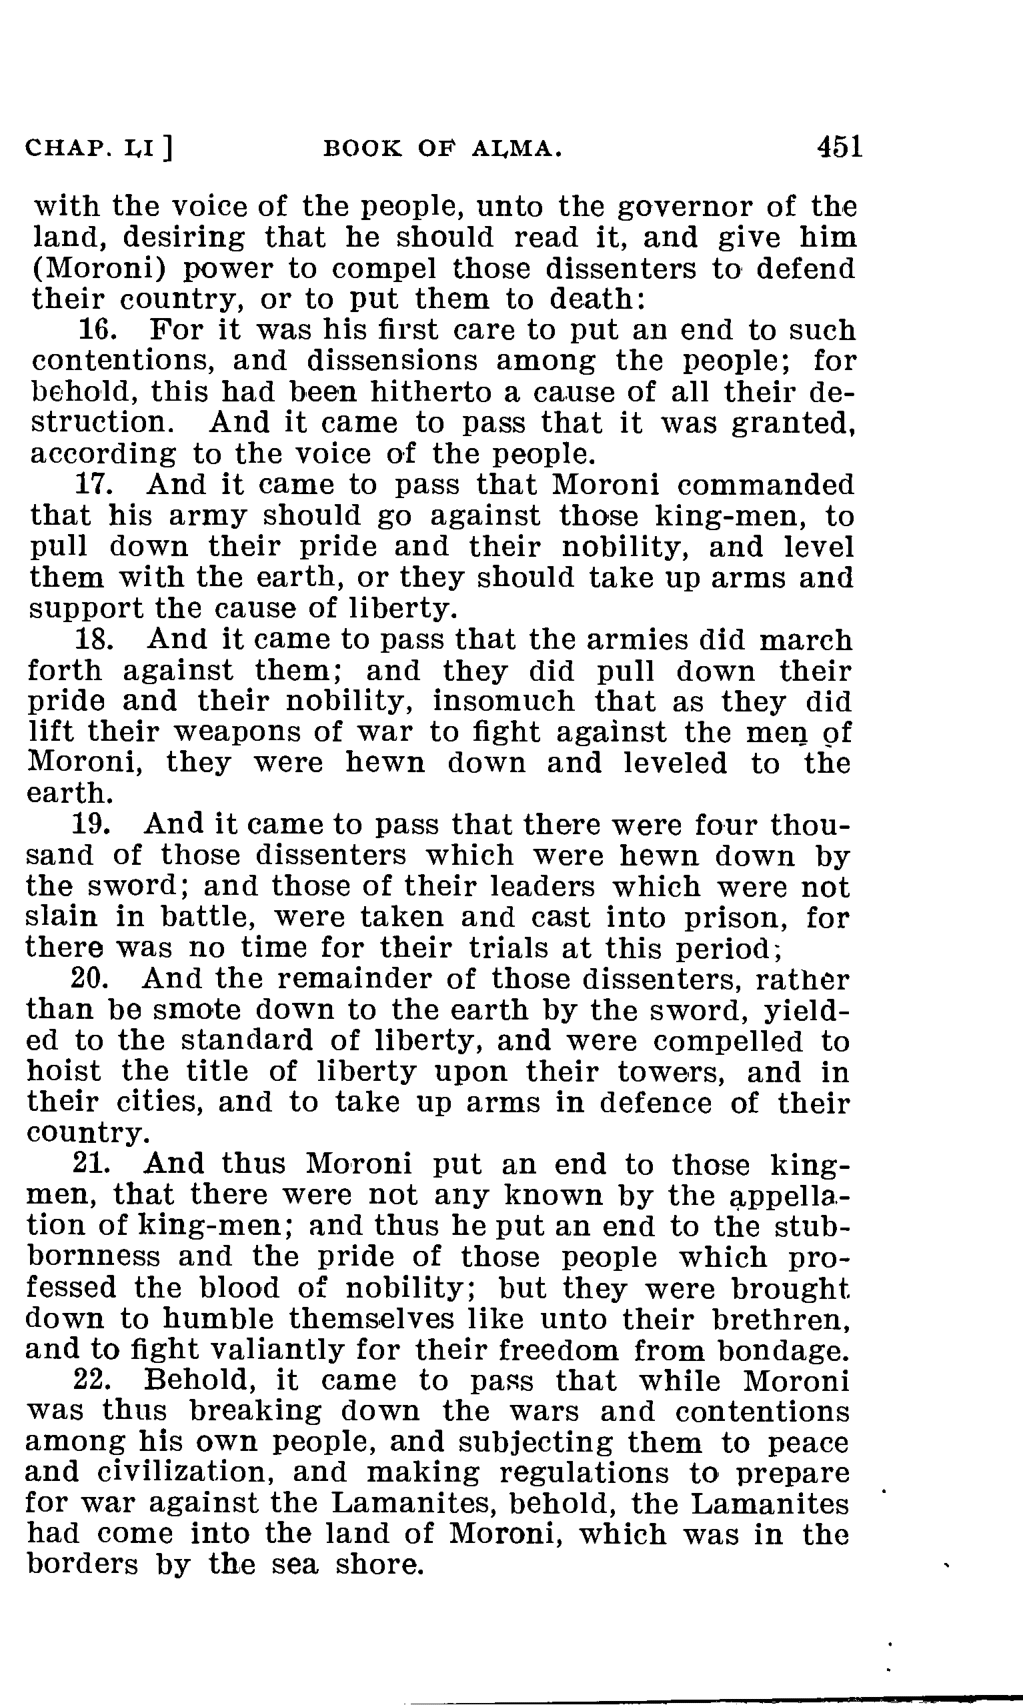 CHAP. LI ] BOOK OF ALMA. 451
with the voice of the people, unto the governor of the
land, desiring that he should read it, and give him
(Moroni) power to compel those dissenters to defend
their country, or to put them to death:
16. For it was his first care to put an end to such
contentions, and dissensions among the people; for
behold, this had been hitherto a cause of all their de-
struction. And it came to pass that it was granted,
according to the voice of the people.
17. And it came to pass that Moroni commanded
that his army should go against those king-men, to
pull down their pride and their nobility, and level
them with the earth, or they should take up arms and
support the cause of liberty.
18. And it came to pass that the armies did march
forth against them; and they did pull down their
pride and their nobility, insomuch that as they did
lift their weapons of war to fight against the men of
Moroni, they were hewn down and leveled to the
earth.
19. And it came to pass that there were four thou-
sand of those dissenters which were hewn down by
the sword; and those of their leaders which were not
slain in battle, were taken and cast into prison, for
there was no time for their trials at this period;
20. And the remainder of those dissenters, rather
than be smote down to the earth by the sword, yield-
ed to the standard of liberty, and were compelled to
hoist the title of liberty upon their towers, and in
their cities, and to take up arms in defence of their
country.
21. And thus Moroni put an end to those king-
men, that there were not any known by the appella-
tion of king-men; and thus he put an end to the stub-
bornness and the pride of those people which pro-
fessed the blood of nobility; but they were brought
down to humble themselves like unto their brethren,
and to fight valiantly for their freedom from bondage.
22. Behold, it came to pass that while Moroni
was thus breaking down the wars and contentions
among his own people, and subjecting them to peace
and civilization, and making regulations to prepare
for war against the Lamanites, behold, the Lamanites
had come into the land of Moroni, which was in the
borders by the sea shore.